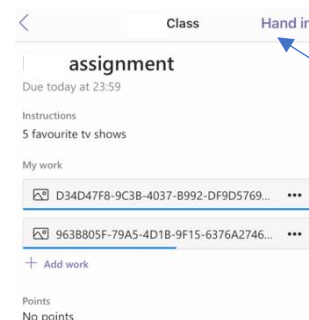 Class Hand in
assignment
Due today at 23:59
Instructions
5 favourite tv shows
My work
D34D47F8-9C3B-4037-B992-DF9D5769...
963B805F-79A5-4D1B-9F15-6376A2746...
+ Add work
Points
No points